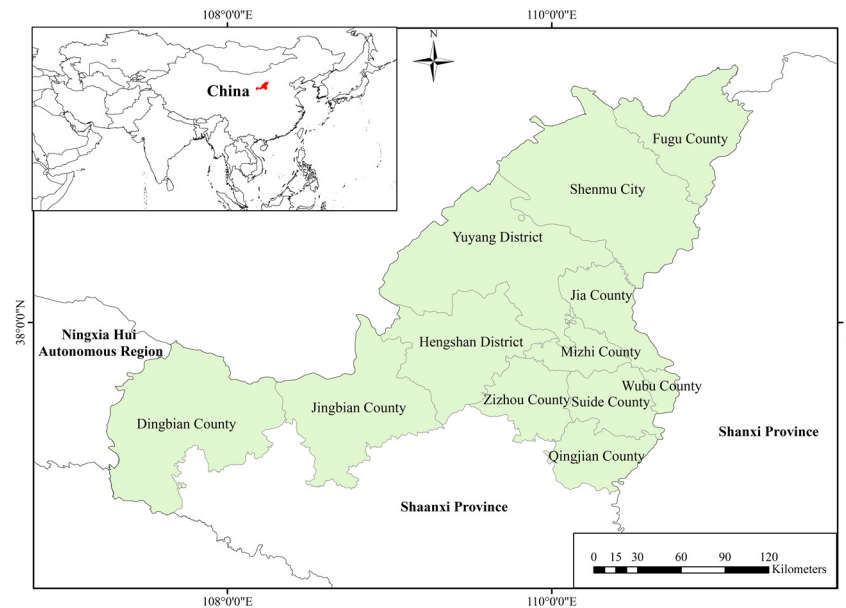 108°0'0"E
110°0'0"E
N
China
Fugu County
Shenmu City
Yuyang District
Jia County
38°0'0"N
Ningxia Hui
Autonomous Region
Hengshan District
Mizhi County
Wubu County
Zizhou County
Suide County
Jingbian County
Dingbian County
Shanxi Province
Qingjian County
Shaanxi Province
0 15 30 60 90 120
Kilometers
108°0'0"E
110°0'0"E